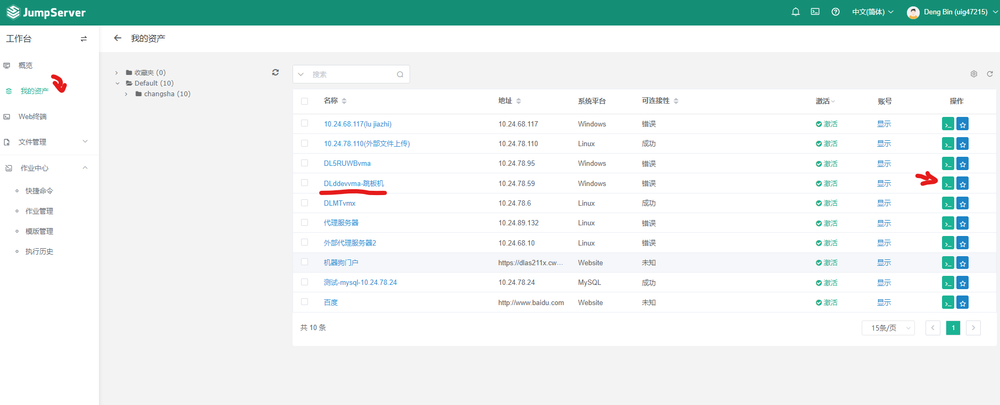 JumpServer
中文(简体)
Deng Bin (uig47215)
工作台
我的资产
概览
我的资产
Web终端
文件管理
作业中心
快捷命令
作业管理
模版管理
执行历史
收藏夹 (0)
Default (10)
changsha (10)
搜索
名称 地址 系统平台 可连接性 激活 账号 操作
10.24.68.117(lu jiazhi) 10.24.68.117 Windows 错误 激活 显示
10.24.78.110(外部文件上传) 10.24.78.110 Linux 成功 激活 显示
DL5RUWBvma 10.24.78.95 Windows 错误 激活 显示
DLddevvma-跳板机 10.24.78.59 Windows 错误 激活 显示
DLMTvmx 10.24.78.6 Linux 成功 激活 显示
代理服务器 10.24.89.132 Linux 错误 激活 显示
外部代理服务器2 10.24.68.10 Linux 错误 激活 显示
机器狗门户 https://dlas211x.cw... Website 未知 激活 显示
测试-mysql-10.24.78.24 10.24.78.24 MySQL 成功 激活 显示
百度 http://www.baidu.com Website 未知 激活 显示
共 10 条
15条/页
1